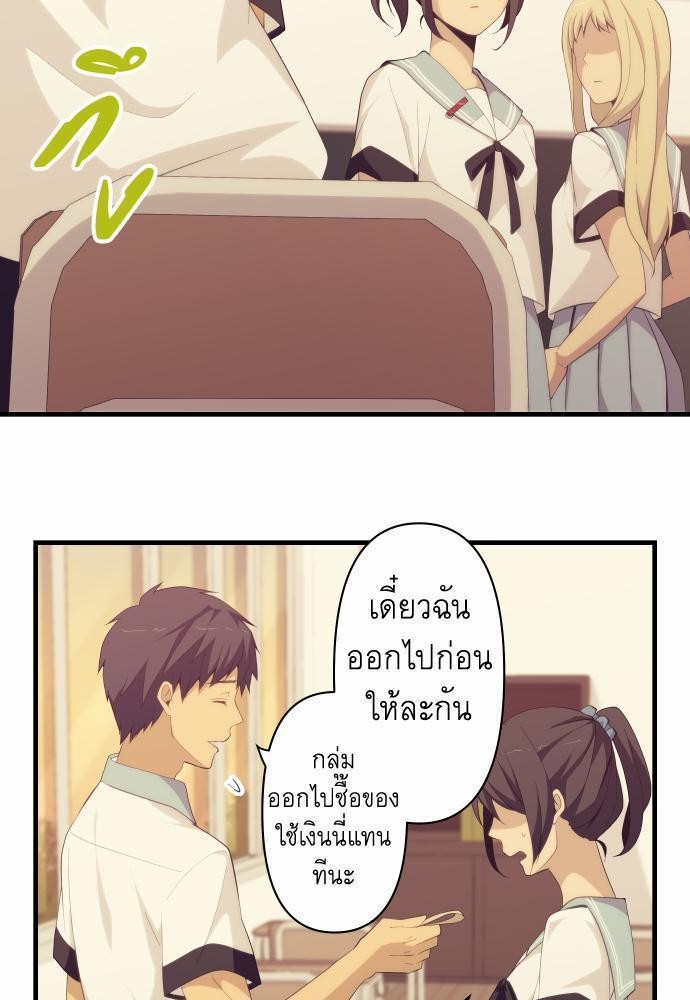 เดี๋ยวฉัน
ออกไปก่อน
ให้ละกัน
กลุ่ม
ออกไปซื้อของ
ใช้เงินนี่แทน
ทีนะ